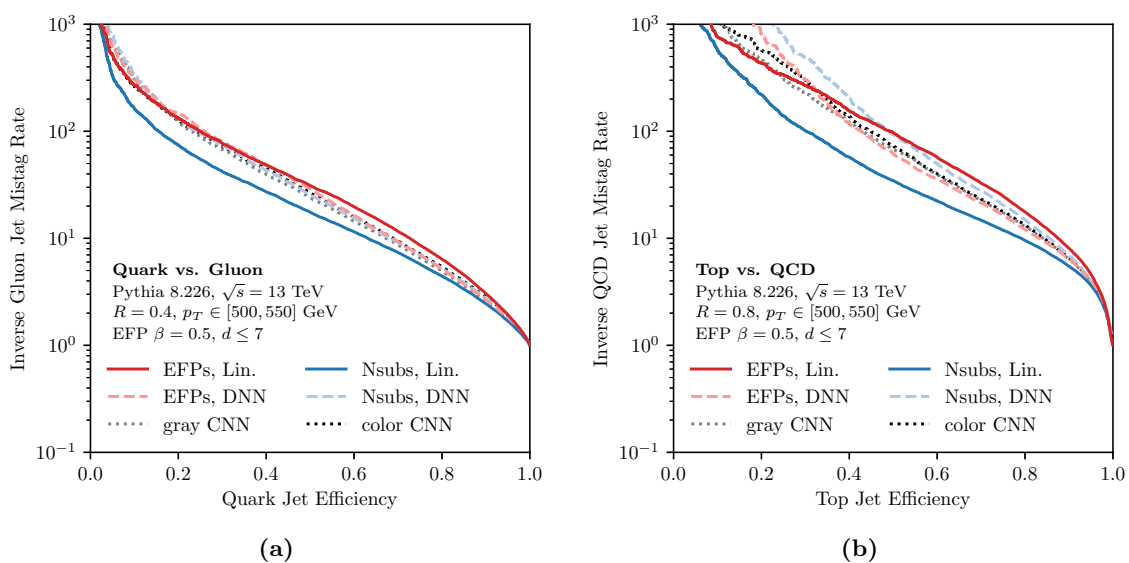 Inverse Gluon Jet Mistag Rate
10³
10²
10¹
10⁰
10⁻¹
Quark vs. Gluon
Pythia 8.226, √s = 13 TeV
R = 0.4, p_T ∈ [500, 550] GeV
EFP β = 0.5, d ≤ 7
EFPs, Lin. Nsubs, Lin.
EFPs, DNN Nsubs, DNN
gray CNN color CNN
0.0 0.2 0.4 0.6 0.8 1.0
Quark Jet Efficiency
(a)
Inverse QCD Jet Mistag Rate
10³
10²
10¹
10⁰
10⁻¹
Top vs. QCD
Pythia 8.226, √s = 13 TeV
R = 0.8, p_T ∈ [500, 550] GeV
EFP β = 0.5, d ≤ 7
EFPs, Lin. Nsubs, Lin.
EFPs, DNN Nsubs, DNN
gray CNN color CNN
0.0 0.2 0.4 0.6 0.8 1.0
Top Jet Efficiency
(b)